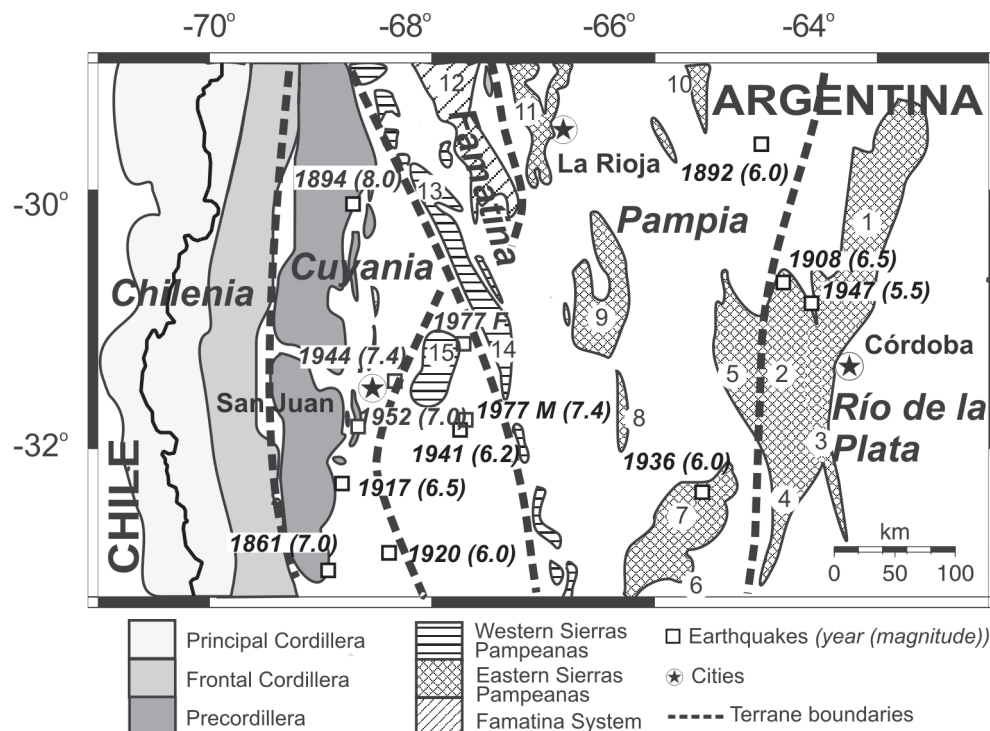 -70°
-68°
-66°
-64°
-30°
-32°
12
11
10
ARGENTINA
La Rioja
1892 (6.0)
Famatina
1894 (8.0)
13
Pampia
1
Cuyania
Chilenia
1908 (6.5)
1947 (5.5)
9
1977 F
1944 (7.4)
15
14
5
2
Córdoba
San Juan
1952 (7.0)
1977 M (7.4)
8
Río de la
Plata
1941 (6.2)
3
1936 (6.0)
1917 (6.5)
4
7
CHILE
1861 (7.0)
1920 (6.0)
6
km
0 50 100
Principal Cordillera
Frontal Cordillera
Precordillera
Western Sierras
Pampeanas
Eastern Sierras
Pampeanas
Famatina System
Earthquakes (year (magnitude))
Cities
Terrane boundaries